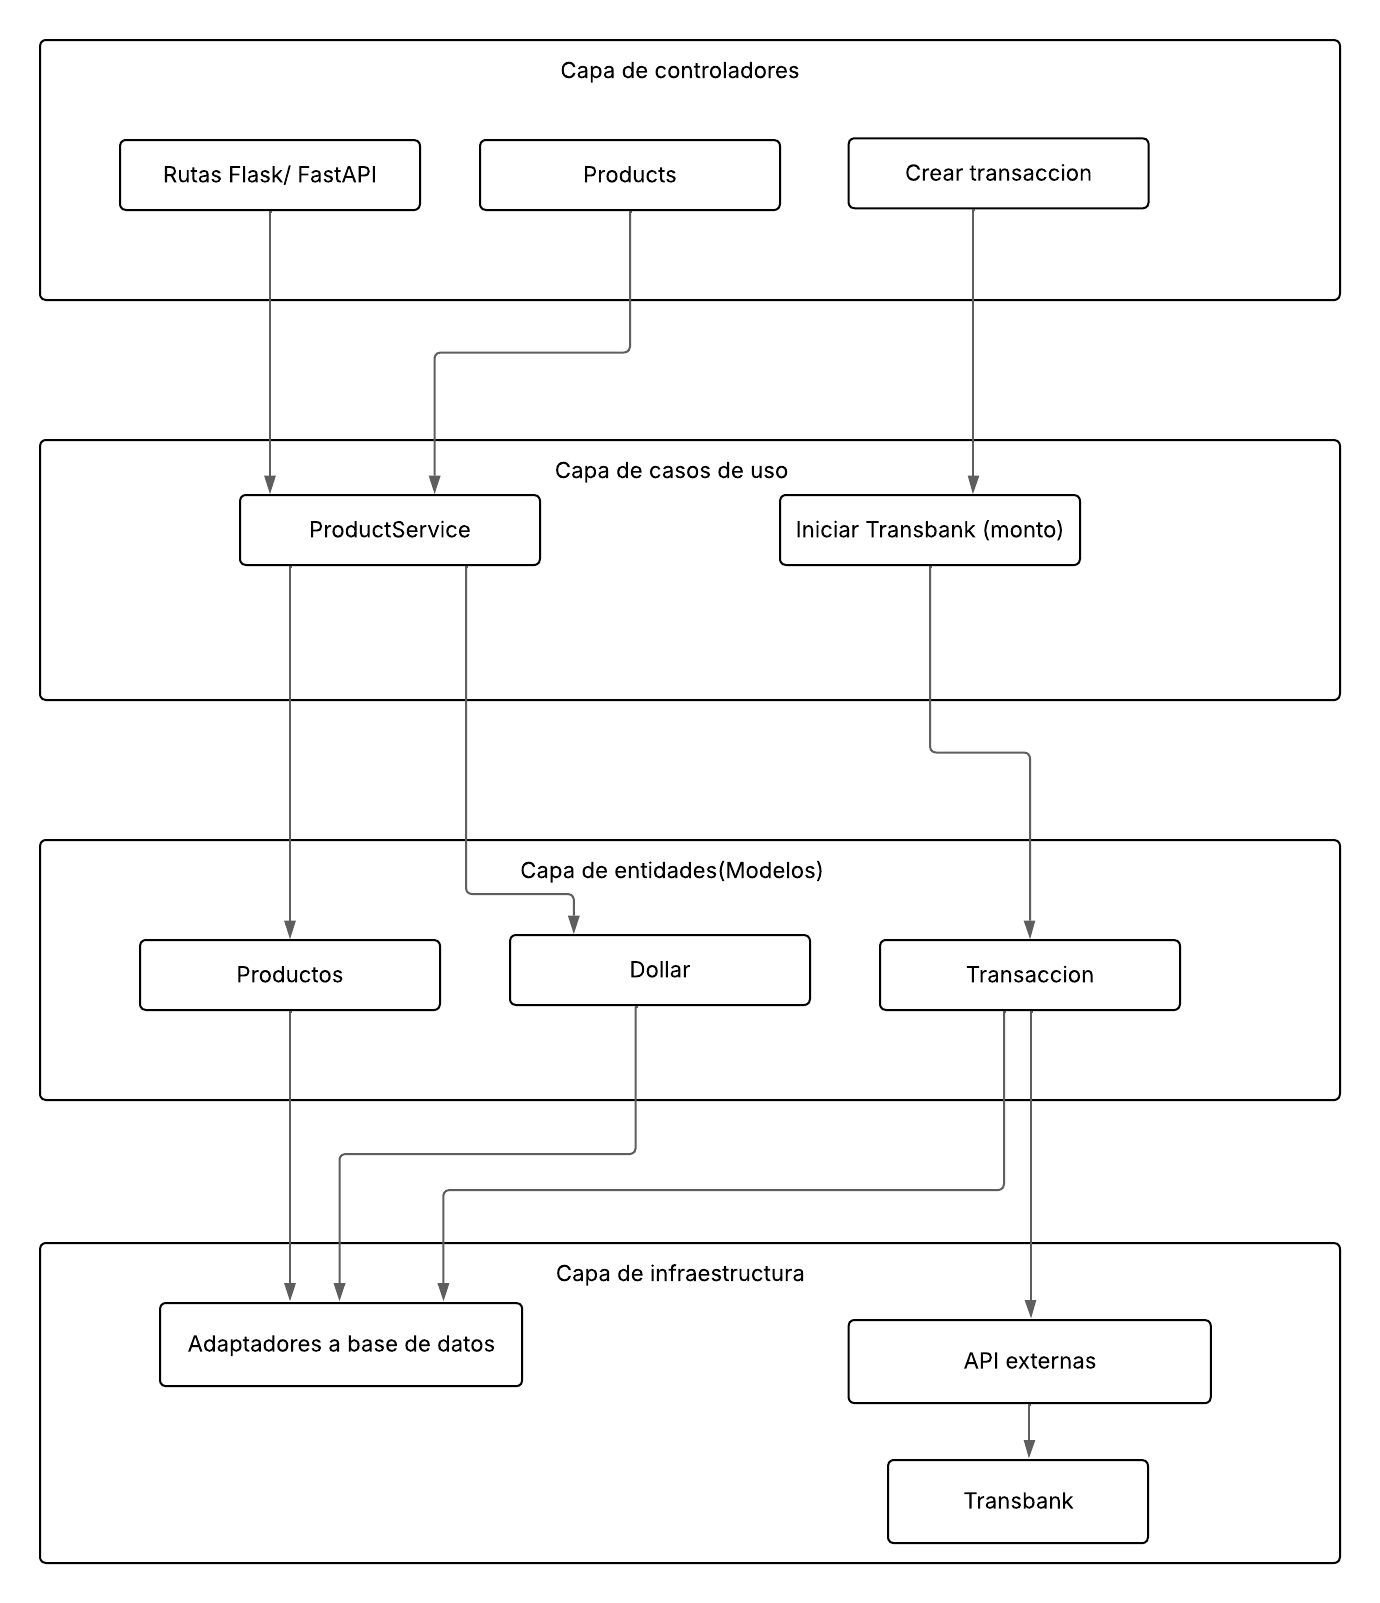 Capa de controladores
Rutas Flask/ FastAPI
Products
Crear transaccion
Capa de casos de uso
ProductService
Iniciar Transbank (monto)
Capa de entidades(Modelos)
Productos
Dollar
Transaccion
Capa de infraestructura
Adaptadores a base de datos
API externas
Transbank